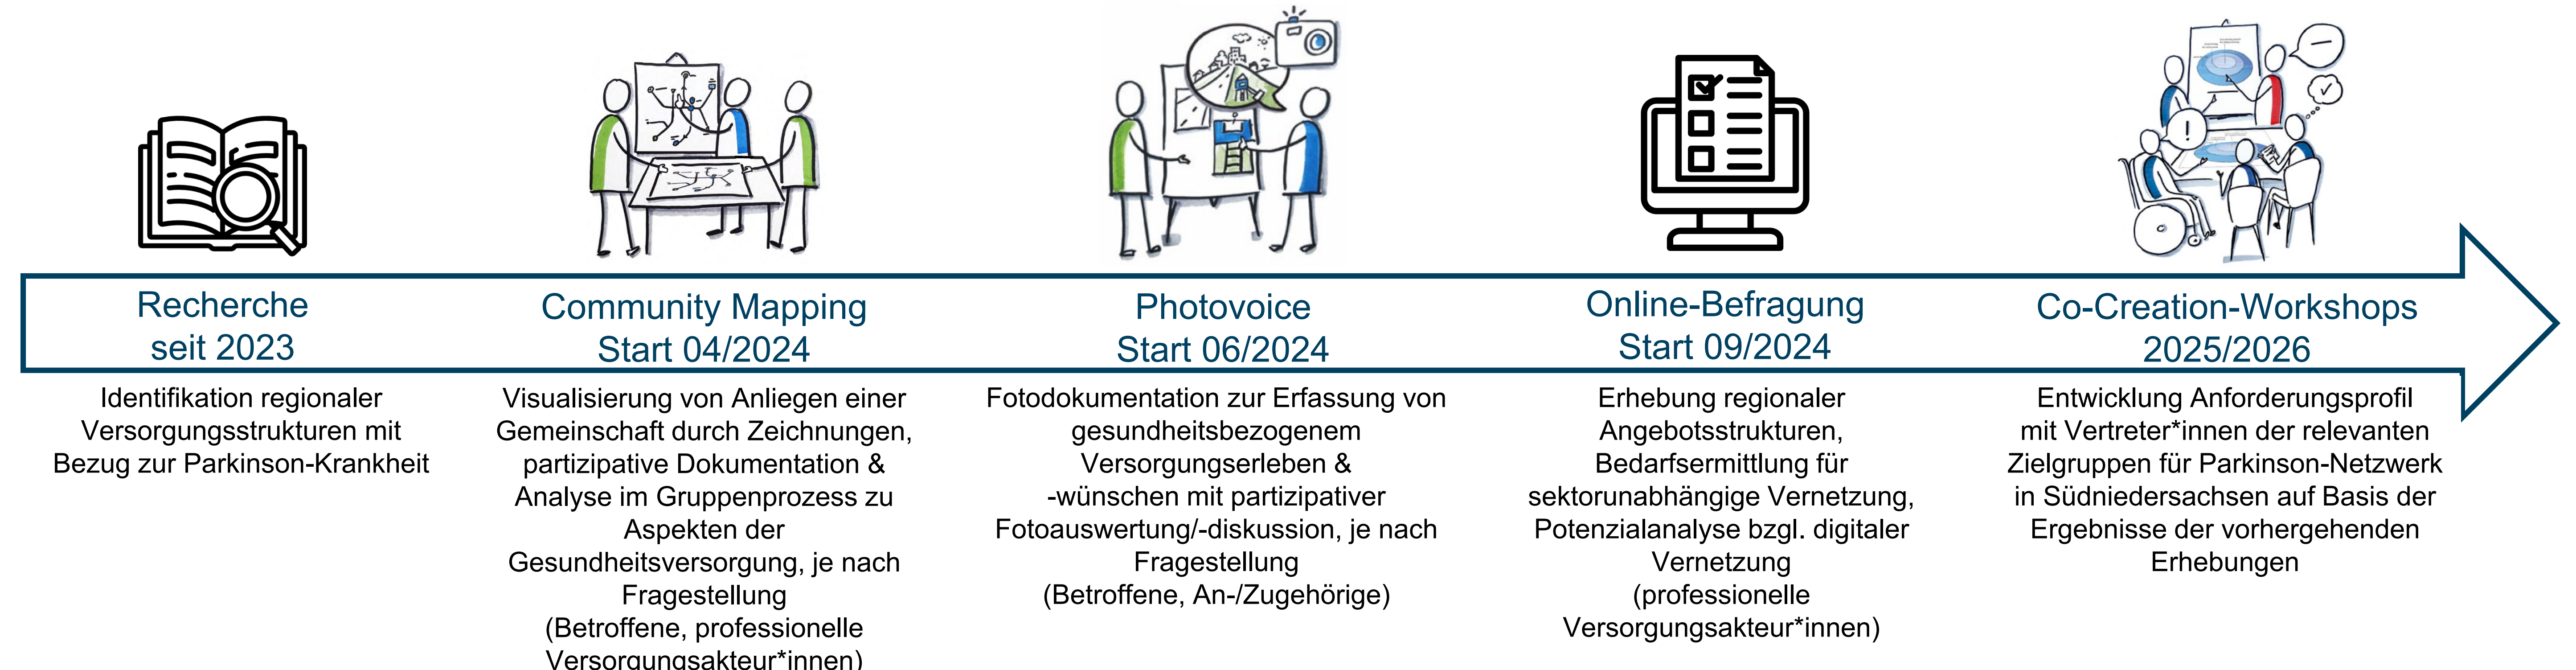 Recherche
seit 2023
Identifikation regionaler
Versorgungsstrukturen mit
Bezug zur Parkinson-Krankheit
Community Mapping
Start 04/2024
Visualisierung von Anliegen einer
Gemeinschaft durch Zeichnungen,
partizipative Dokumentation &
Analyse im Gruppenprozess zu
Aspekten der
Gesundheitsversorgung, je nach
Fragestellung
(Betroffene, professionelle
Versorgungsakteur*innen)
Photovoice
Start 06/2024
Fotodokumentation zur Erfassung von
gesundheitsbezogenem
Versorgungserleben &
-wünschen mit partizipativer
Fotoauswertung/-diskussion, je nach
Fragestellung
(Betroffene, An-/Zugehörige)
Online-Befragung
Start 09/2024
Erhebung regionaler
Angebotsstrukturen,
Bedarfsermittlung für
sektorunabhängige Vernetzung,
Potenzialanalyse bzgl. digitaler
Vernetzung
(professionelle
Versorgungsakteur*innen)
Co-Creation-Workshops
2025/2026
Entwicklung Anforderungsprofil
mit Vertreter*innen der relevanten
Zielgruppen für Parkinson-Netzwerk
in Südniedersachsen auf Basis der
Ergebnisse der vorhergehenden
Erhebungen